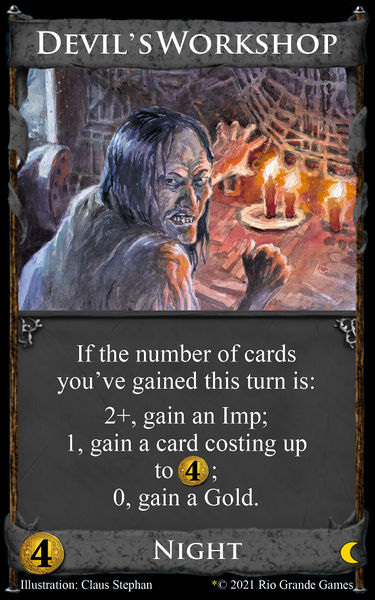 DEVIL'S WORKSHOP
If the number of cards
you've gained this turn is:
2+, gain an Imp;
1, gain a card costing up
to 4;
0, gain a Gold.
4 NIGHT
Illustration: Claus Stephan *© 2021 Rio Grande Games